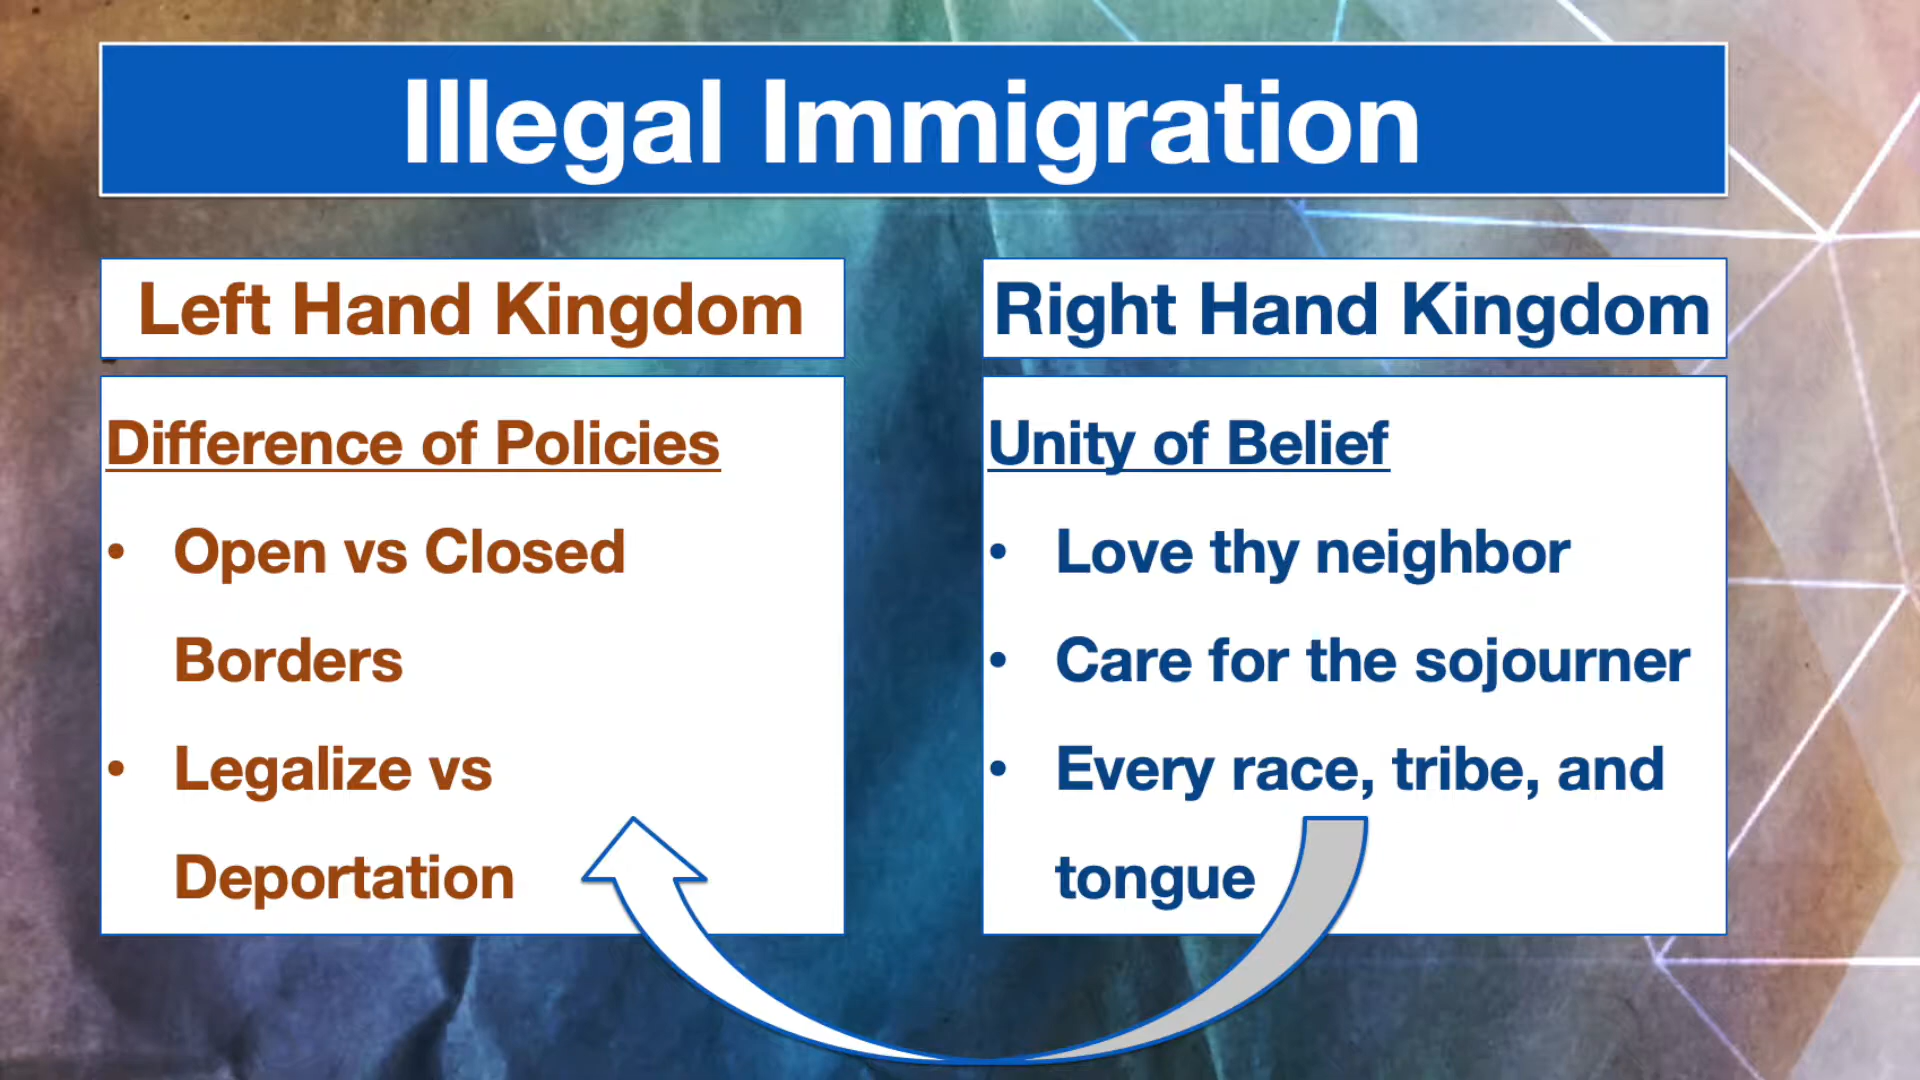 Illegal Immigration
Left Hand Kingdom
Difference of Policies
• Open vs Closed
Borders
• Legalize vs
Deportation
Right Hand Kingdom
Unity of Belief
• Love thy neighbor
• Care for the sojourner
• Every race, tribe, and
tongue